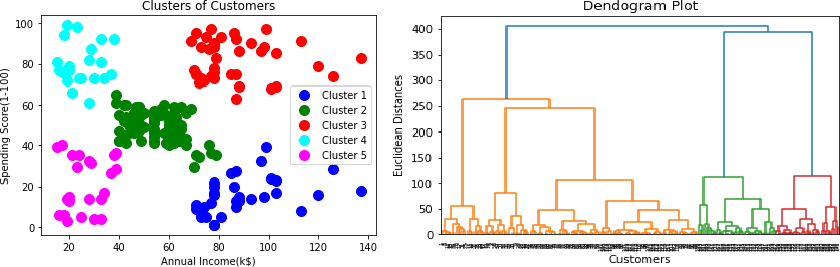 Clusters of Customers
Spending Score(1-100)
100
80
60
40
20
0
Cluster 1
Cluster 2
Cluster 3
Cluster 4
Cluster 5
20 40 60 80 100 120 140
Annual Income(k$)
Dendogram Plot
Euclidean Distances
400
350
300
250
200
150
100
50
0
Customers